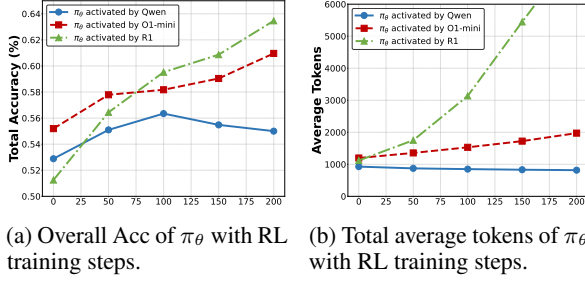 Total Accuracy (%)
0.64
0.62
0.60
0.58
0.56
0.54
0.52
0.50
πθ activated by Qwen
πθ activated by O1-mini
πθ activated by R1
0 25 50 75 100 125 150 175 200
(a) Overall Acc of πθ with RL
training steps.
Average Tokens
6000
5000
4000
3000
2000
1000
0
πθ activated by Qwen
πθ activated by O1-mini
πθ activated by R1
0 25 50 75 100 125 150 175 200
(b) Total average tokens of πθ
with RL training steps.